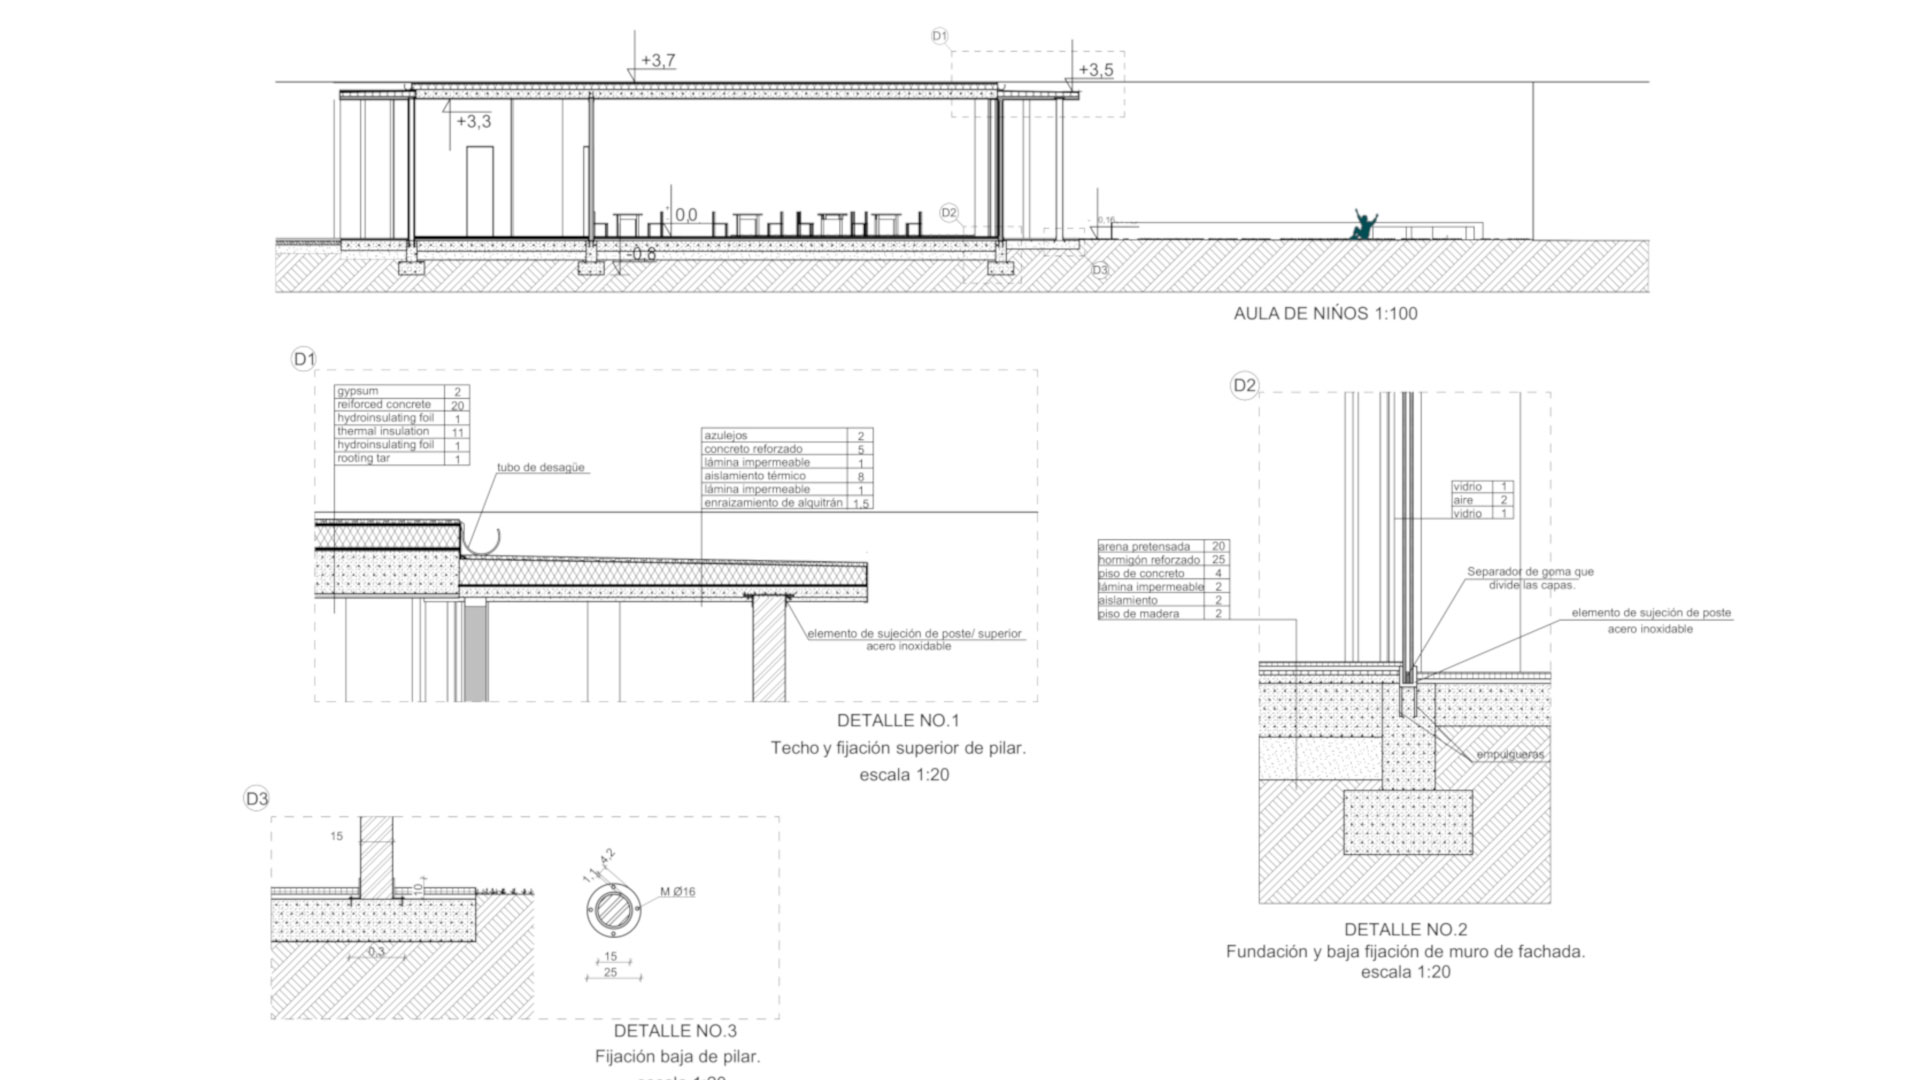 D1
+3,7
+3,5
+3,3
D2
0,0
0,15
-0,8
D3
AULA DE NIŃOS 1:100
D1
gypsum 2
reiforced concrete 20
hydroinsulating foil 1
thermal insulation 11
hydroinsulating foil 1
rooting tar 1
tubo de desagüe
azulejos 2
concreto reforzado 5
lámina impermeable 1
aislamiento térmico 8
lámina impermeable 1
enraizamiento de alquitrán 1,5
elemento de sujeción de poste/ superior
acero inoxidable
DETALLE NO.1
Techo y fijación superior de pilar.
escala 1:20
D2
vidrio 1
aire 2
vidrio 1
arena pretensada 20
hormigón reforzado 25
piso de concreto 4
lámina impermeable 2
aislamiento 2
piso de madera 2
Separador de goma que
divide las capas.
elemento de sujeción de poste
acero inoxidable
empulgueras
DETALLE NO.2
Fundación y baja fijación de muro de fachada.
escala 1:20
D3
15
10
0,3
4,2
1,1
M Ø16
15
25
DETALLE NO.3
Fijación baja de pilar.